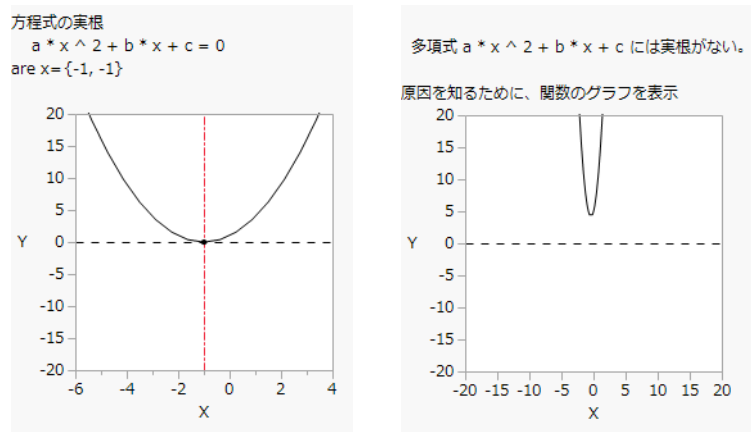 方程式の実根
a * x ^ 2 + b * x + c = 0
are x={-1, -1}
20
15
10
5
Y
0
-5
-10
-15
-20
-6 -4 -2 0 2 4
X
多項式 a * x ^ 2 + b * x + c には実根がない。
原因を知るために、関数のグラフを表示
20
15
10
5
Y
0
-5
-10
-15
-20
-20 -15 -10 -5 0 5 10 15 20
X